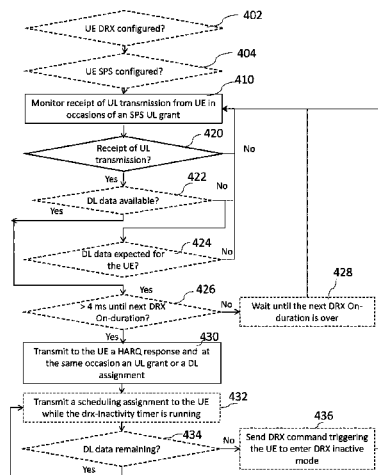 402
UE DRX configured?
404
UE SPS configured?
410
Monitor receipt of UL transmission from UE in
occasions of an SPS UL grant
420
Receipt of UL
transmission?
No
Yes
422
DL data available?
No
Yes
424
DL data expected for
the UE?
No
Yes
426
428
> 4 ms until next DRX
On-duration?
No
Wait until the next DRX On-
duration is over
Yes
430
Transmit to the UE a HARQ response and at
the same occasion an UL grant or a DL
assignment
Transmit a scheduling assignment to the UE
while the drx-Inactivity timer is running
432
434
436
DL data remaining?
No
Send DRX command triggering
the UE to enter DRX inactive
mode
Yes